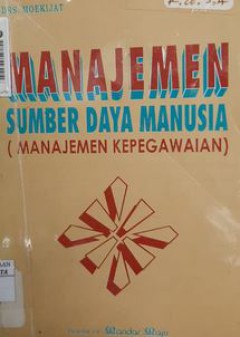 DRS MOEKIJAT
MANAJEMEN
SUMBER DAYA MANUSIA
( MANAJEMEN KEPEGAWAIAN)
Mandar Maju